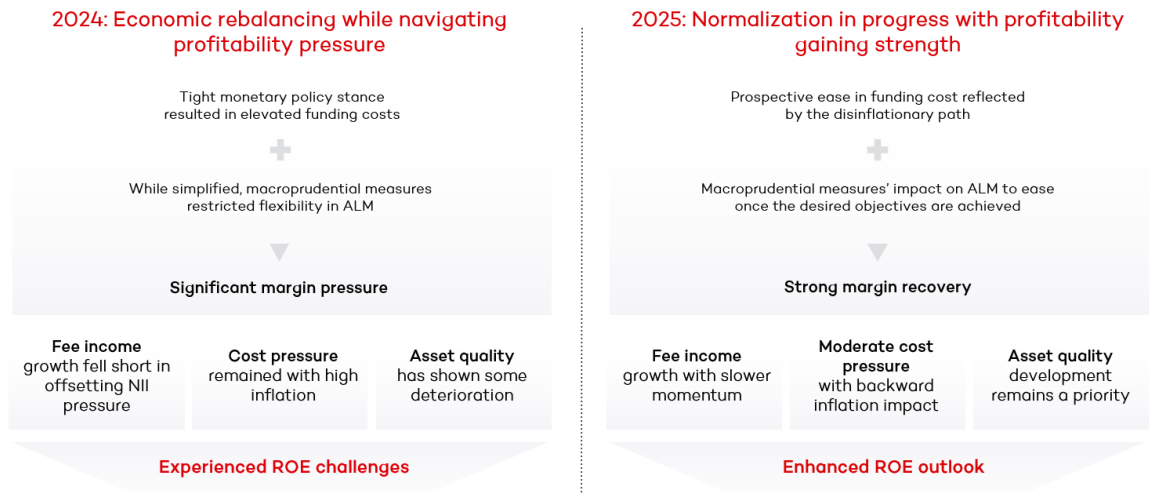 2024: Economic rebalancing while navigating
profitability pressure
Tight monetary policy stance
resulted in elevated funding costs
While simplified, macroprudential measures
restricted flexibility in ALM
Significant margin pressure
Fee income
growth fell short in
offsetting NII
pressure
Cost pressure
remained with high
inflation
Asset quality
has shown some
deterioration
Experienced ROE challenges
2025: Normalization in progress with profitability
gaining strength
Prospective ease in funding cost reflected
by the disinflationary path
Macroprudential measures' impact on ALM to ease
once the desired objectives are achieved
Strong margin recovery
Fee income
growth with slower
momentum
Moderate cost
pressure
with backward
inflation impact
Asset quality
development
remains a priority
Enhanced ROE outlook